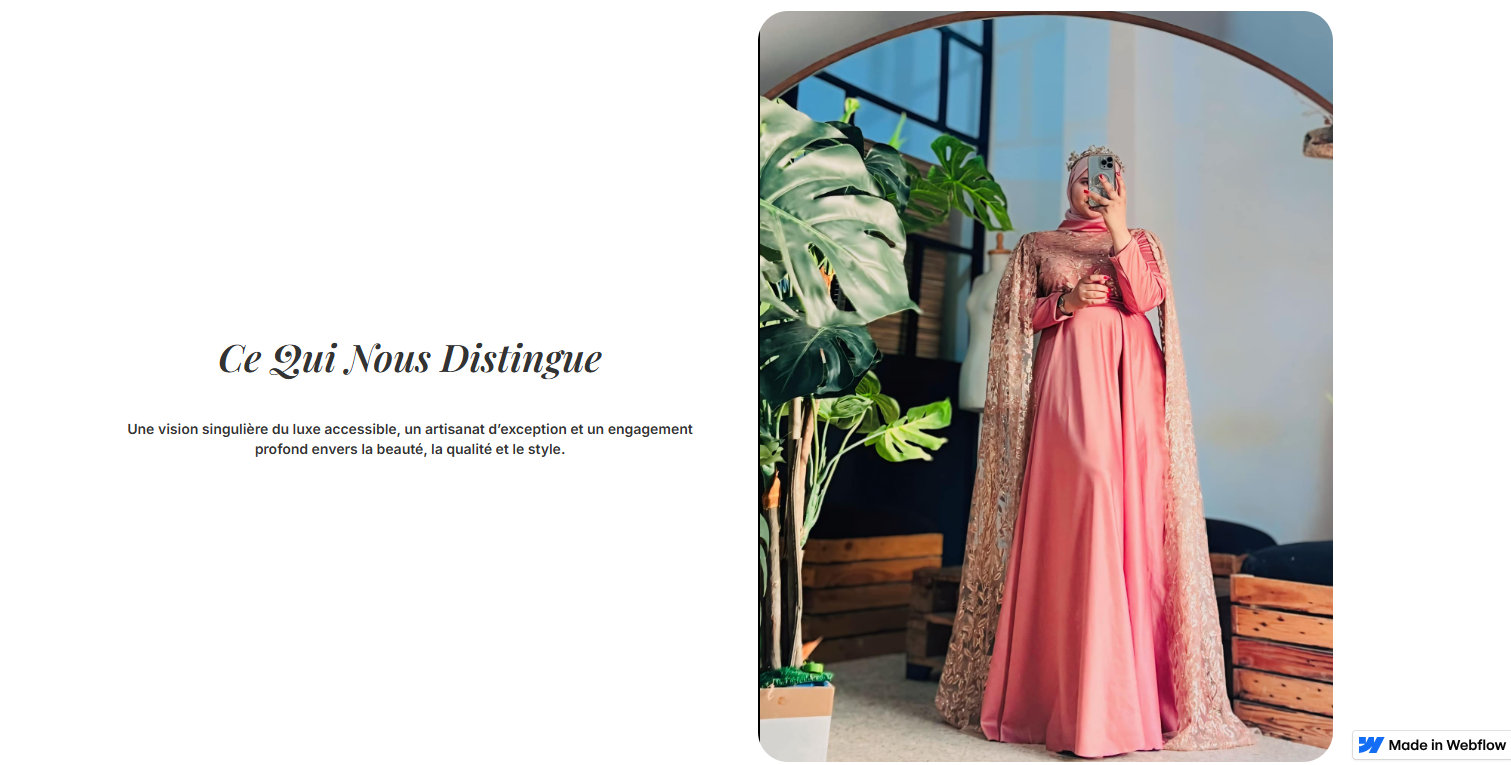 Ce Qui Nous Distingue
Une vision singulière du luxe accessible, un artisanat d’exception et un engagement
profond envers la beauté, la qualité et le style.
Made in Webflow